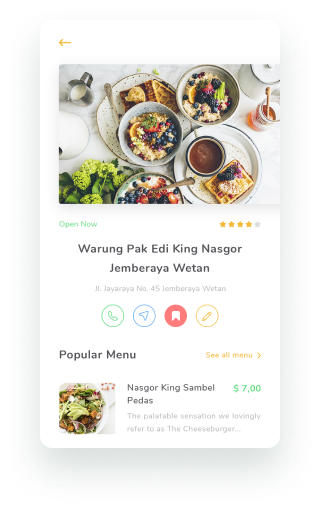 Open Now
Warung Pak Edi King Nasgor
Jemberaya Wetan
Jl. Jayaraya No. 45 Jemberaya Wetan
Popular Menu
See all menu
Nasgor King Sambel
Pedas
$ 7,00
The palatable sensation we lovingly
refer to as The Cheeseburger...